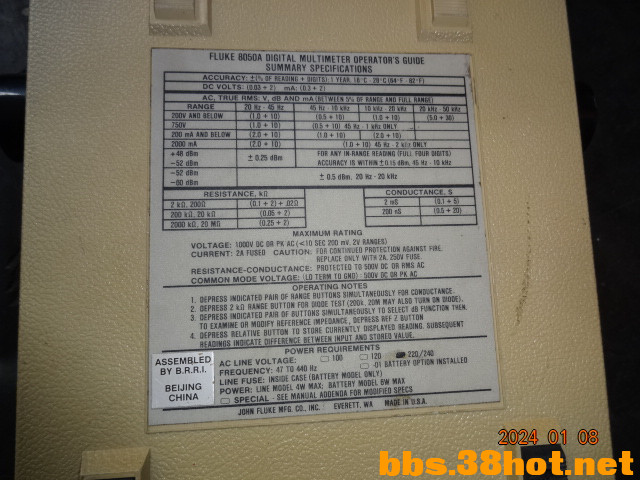 FLUKE 8050A DIGITAL MULTIMETER OPERATOR'S GUIDE
SUMMARY SPECIFICATIONS
ACCURACY: ±(% OF READING + DIGITS), 1 YEAR, 18°C - 28°C (64°F - 82°F)
DC VOLTS: (0.03 + 2) mA: (0.3 + 2)
AC, TRUE RMS: V, dB AND mA (BETWEEN 5% OF RANGE AND FULL RANGE)
RANGE 20 Hz - 45 Hz 45 Hz - 10 kHz 10 kHz - 20 kHz 20 kHz - 50 kHz
200V AND BELOW (1.0 + 10) (0.5 + 10) (1.0 + 10) (5.0 + 30)
750V (1.0 + 10) (0.5 + 10) 45 Hz - 1 kHz ONLY
200 mA AND BELOW (2.0 + 10) (1.0 + 10) (2.0 + 10)
2000 mA (2.0 + 10) (1.0 + 10) 45 Hz - 2 kHz ONLY
+48 dBm
-52 dBm
± 0.25 dBm
FOR ANY IN-RANGE READING (FULL FOUR DIGITS)
ACCURACY IS WITHIN ±0.15 dBm, 45 Hz - 10 kHz
-52 dBm
-60 dBm
± 0.5 dBm, 20 Hz - 20 kHz
RESISTANCE, kΩ
2 kΩ, 200Ω (0.1 + 2) + .02Ω
200 kΩ, 20 kΩ (0.05 + 2)
2000 kΩ, 20 MΩ (0.25 + 2)
CONDUCTANCE, S
2 mS (0.1 + 5)
200 nS (0.5 + 20)
MAXIMUM RATING
VOLTAGE: 1000V DC OR PK AC (<10 SEC 200 mV, 2V RANGES)
CURRENT: 2A FUSED CAUTION: FOR CONTINUED PROTECTION AGAINST FIRE,
REPLACE ONLY WITH 2A, 250V FUSE.
RESISTANCE-CONDUCTANCE: PROTECTED TO 500V DC OR RMS AC
COMMON MODE VOLTAGE: (LO TERM TO GND) - 500V DC OR PK AC
OPERATING NOTES
1. DEPRESS INDICATED PAIR OF RANGE BUTTONS SIMULTANEOUSLY FOR CONDUCTANCE.
2. DEPRESS 2 kΩ RANGE BUTTON FOR DIODE TEST (200k, 20M MAY ALSO TURN ON DIODE).
3. DEPRESS INDICATED PAIR OF BUTTONS SIMULTANEOUSLY TO SELECT dB FUNCTION THEN,
TO EXAMINE OR MODIFY REFERENCE IMPEDANCE, DEPRESS REF Z BUTTON
4. DEPRESS RELATIVE BUTTON TO STORE CURRENTLY DISPLAYED READING. SUBSEQUENT
READINGS INDICATE DIFFERENCE BETWEEN INPUT AND STORED VALUE.
POWER REQUIREMENTS
AC LINE VOLTAGE: 100 120 220/240
FREQUENCY: 47 TO 440 Hz -01 BATTERY OPTION INSTALLED
LINE FUSE: INSIDE CASE (BATTERY MODEL ONLY)
POWER: LINE MODEL 4W MAX; BATTERY MODEL 6W MAX
SPECIAL - SEE MANUAL ADDENDA FOR MODIFIED SPECS
JOHN FLUKE MFG. CO., INC. EVERETT, WA MADE IN U.S.A.
ASSEMBLED
BY B.R.R.I.
BEIJING
CHINA
2024 01 08
bbs.38hot.net